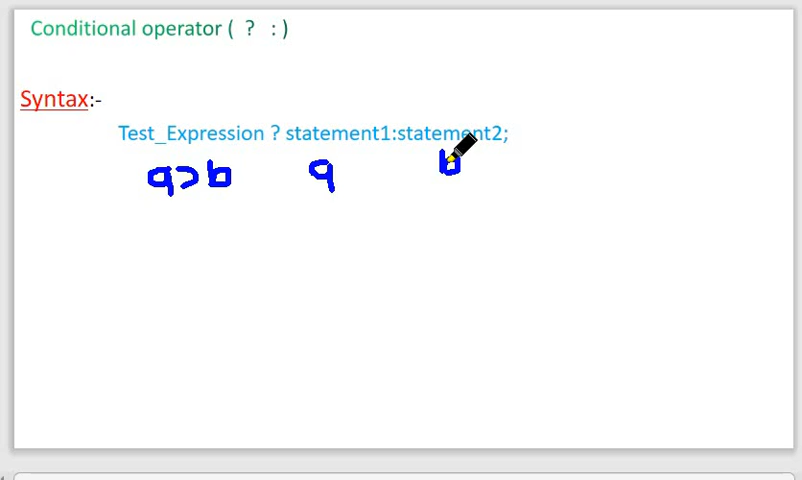 Conditional operator ( ? : )
Syntax:-
Test_Expression ? statement1:statement2;
a>b a b